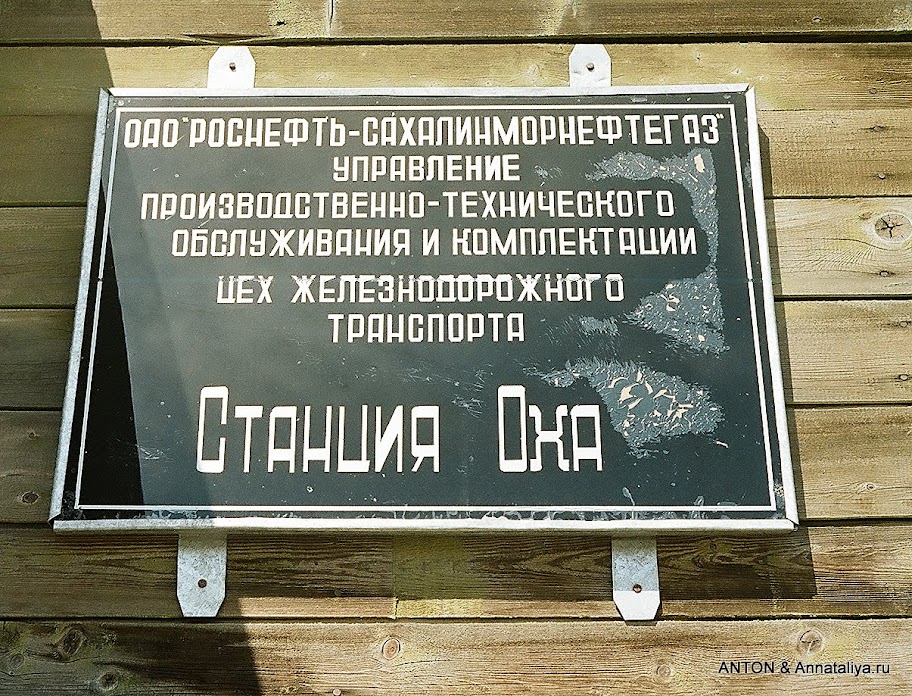 ОАО "РОСНЕФТЬ-САХАЛИНМОРНЕФТЕГАЗ"
УПРАВЛЕНИЕ
ПРОИЗВОДСТВЕННО-ТЕХНИЧЕСКОГО
ОБСЛУЖИВАНИЯ И КОМПЛЕКТАЦИИ
ЦЕХ ЖЕЛЕЗНОДОРОЖНОГО
ТРАНСПОРТА
Станция Оха
ANTON & Annataliya.ru